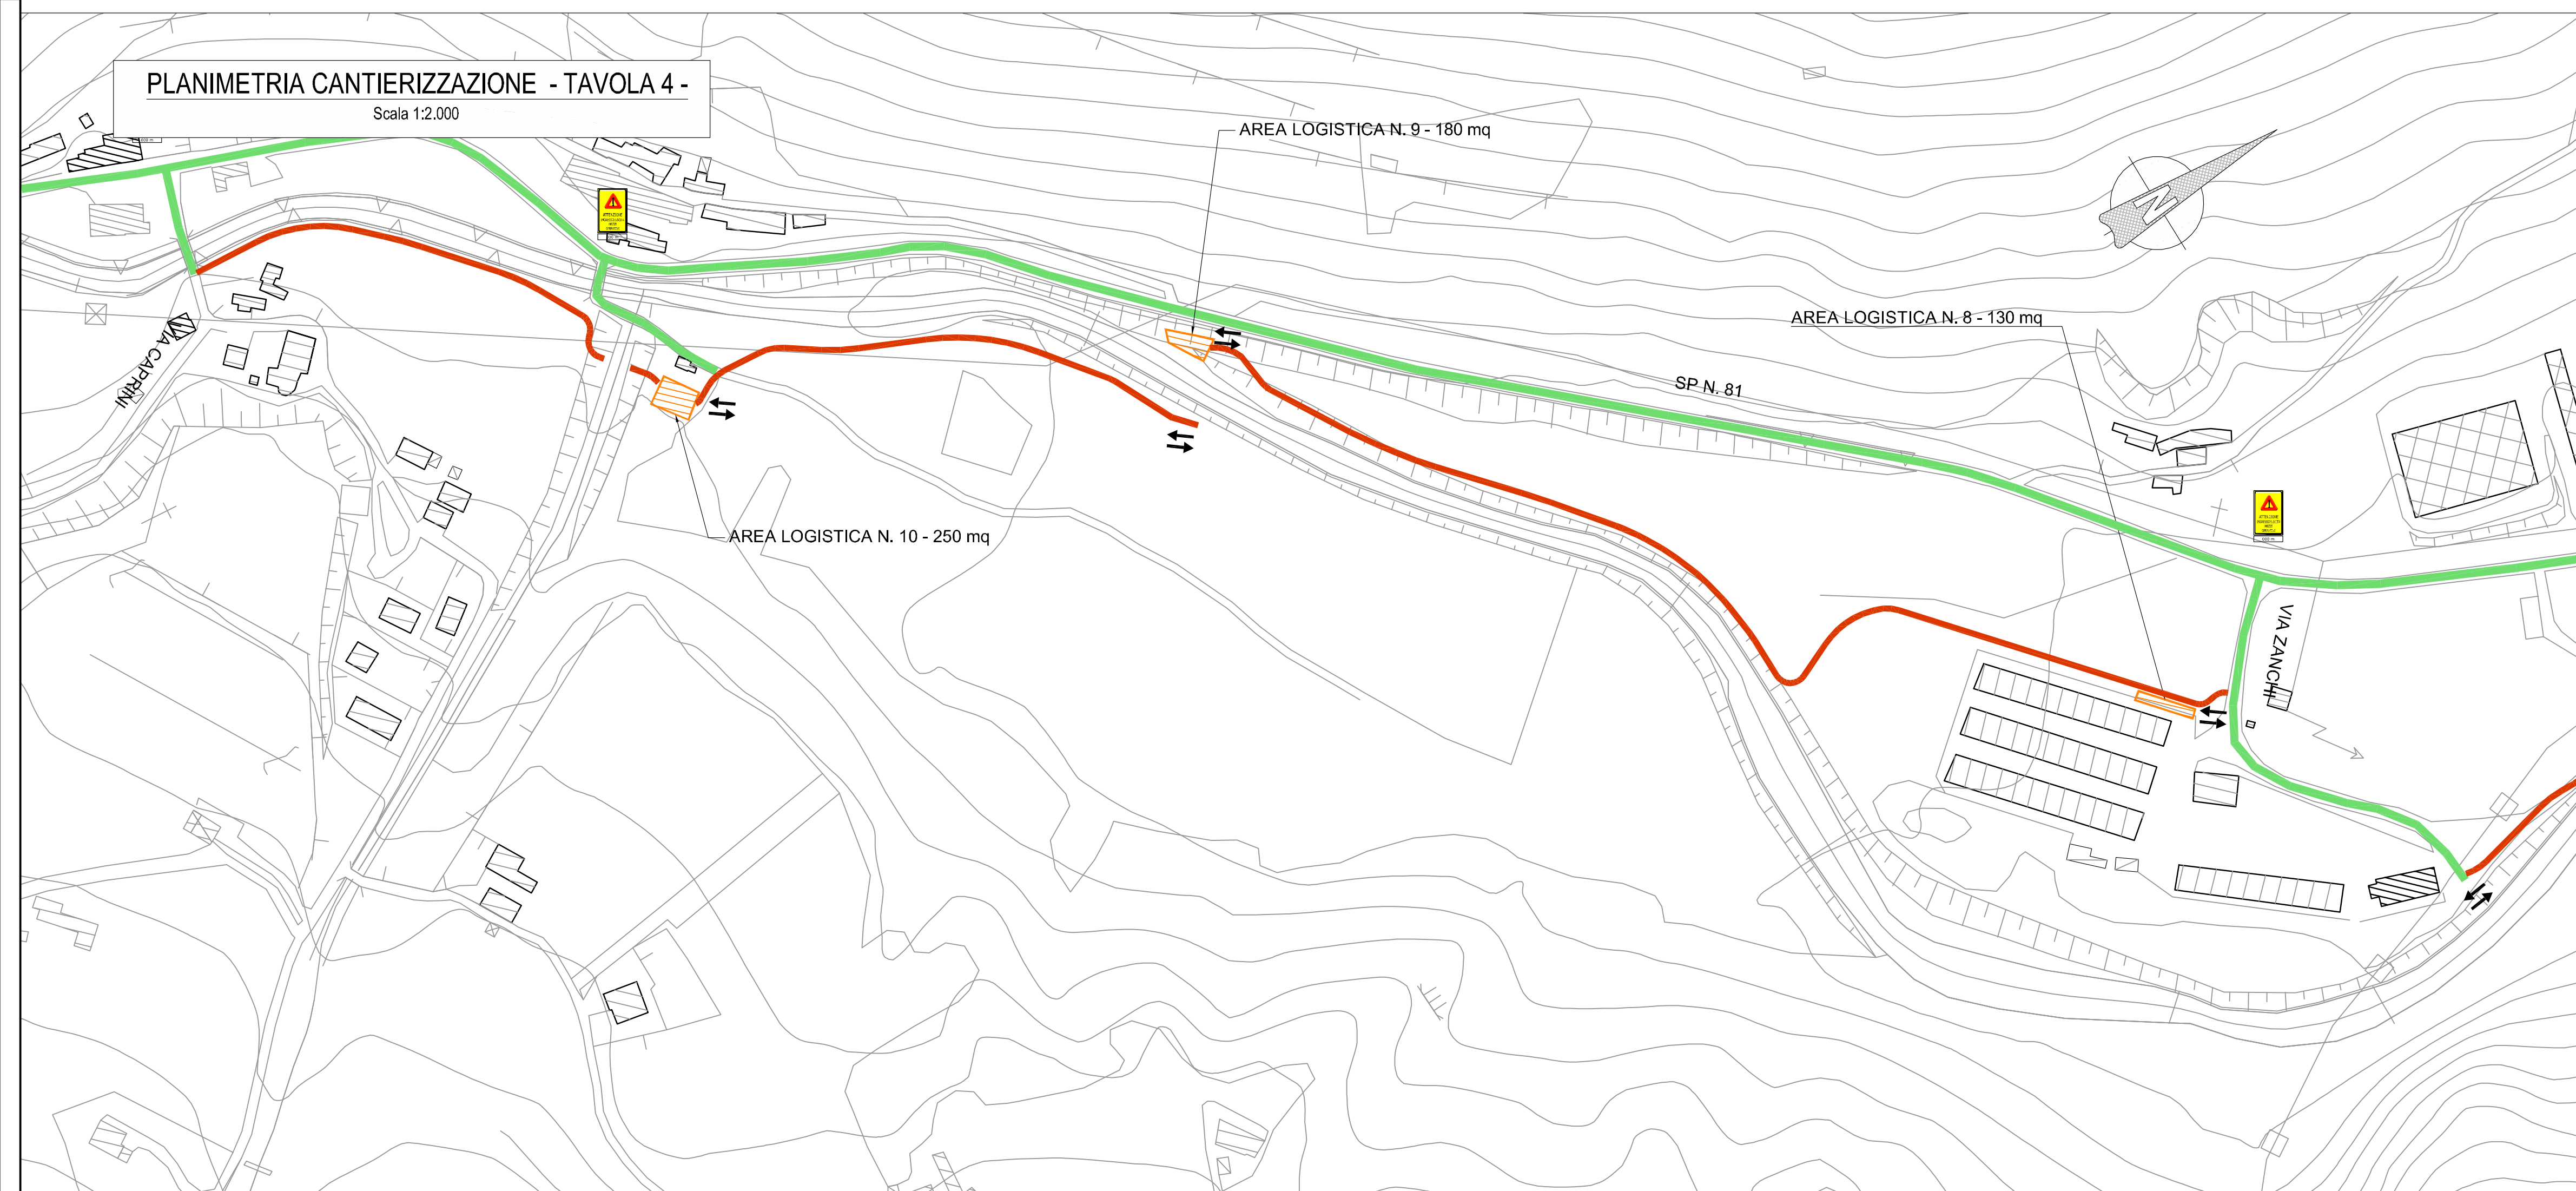 PLANIMETRIA CANTIERIZZAZIONE - TAVOLA 4 -
Scala 1:2.000
AREA LOGISTICA N. 9 - 180 mq
N
AREA LOGISTICA N. 8 - 130 mq
VIA CAPRINI
SP N. 81
AREA LOGISTICA N. 10 - 250 mq
VIA ZANCHI